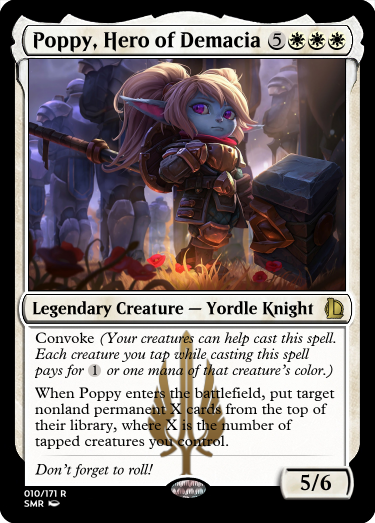 Poppy, Hero of Demacia 5
Legendary Creature — Yordle Knight
Convoke (Your creatures can help cast this spell.
Each creature you tap while casting this spell
pays for 1 or one mana of that creature's color.)
When Poppy enters the battlefield, put target
nonland permanent X cards from the top of
their library, where X is the number of
tapped creatures you control.
Don't forget to roll!
5/6
010/171 R
SMR